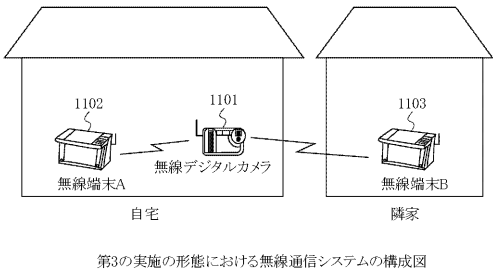 1102
1101
1103
無線端末A
無線デジタルカメラ
無線端末B
自宅
隣家
第3の実施の形態における無線通信システムの構成図